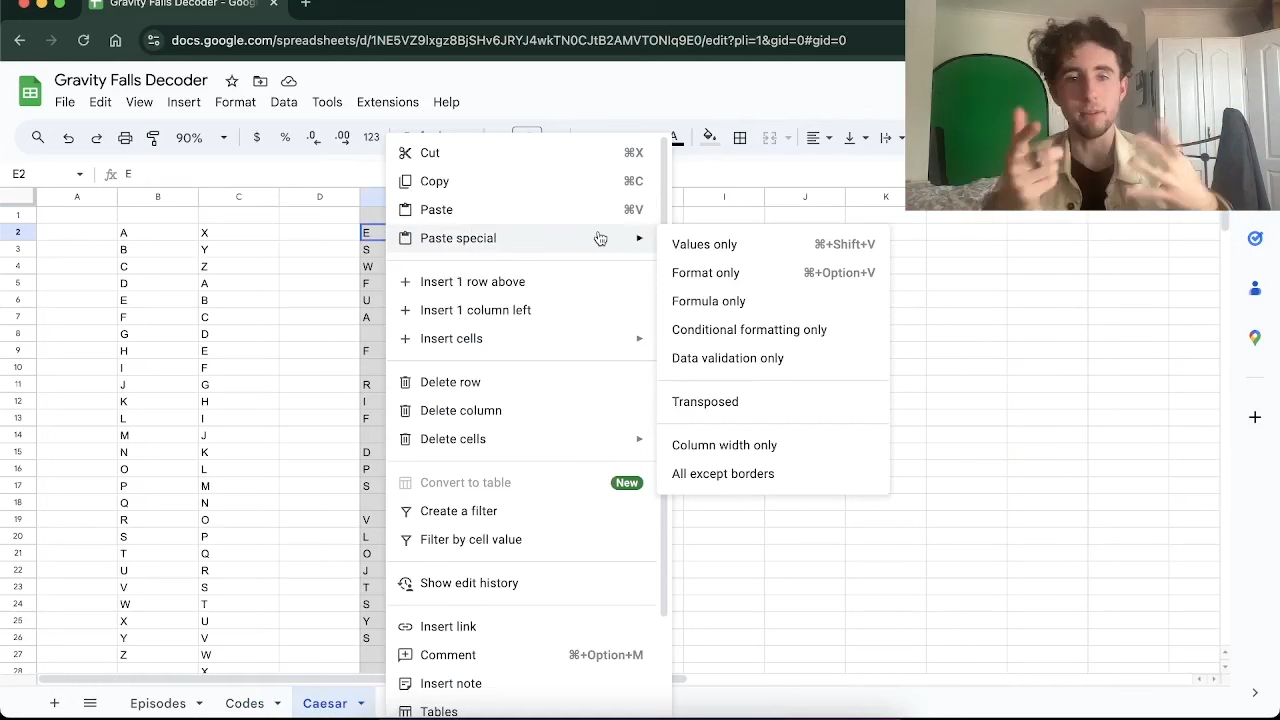 Gravity Falls Decoder - Goog
docs.google.com/spreadsheets/d/1NE5VZ9lxgz8BjSHv6JRYJ4wkTN0CJtB2AMVTONlq9E0/edit?pli=1&gid=0#gid=0
Gravity Falls Decoder
File Edit View Insert Format Data Tools Extensions Help
90% $ % .0 .00 123
E2 fx E
A B C D I J K
1
2 A X E
3 B Y S
4 C Z W
5 D A F
6 E B U
7 F C A
8 G D
9 H E F
10 I F
11 J G R
12 K H I
13 L I F
14 M J
15 N K D
16 O L P
17 P M S
18 Q N
19 R O V
20 S P L
21 T Q O
22 U R J
23 V S T
24 W T S
25 X U Y
26 Y V S
27 Z W
28 X
Cut ⌘X
Copy ⌘C
Paste ⌘V
Paste special
Insert 1 row above
Insert 1 column left
Insert cells
Delete row
Delete column
Delete cells
Convert to table New
Create a filter
Filter by cell value
Show edit history
Insert link
Comment ⌘+Option+M
Insert note
Tables
Values only ⌘+Shift+V
Format only ⌘+Option+V
Formula only
Conditional formatting only
Data validation only
Transposed
Column width only
All except borders
Episodes Codes Caesar